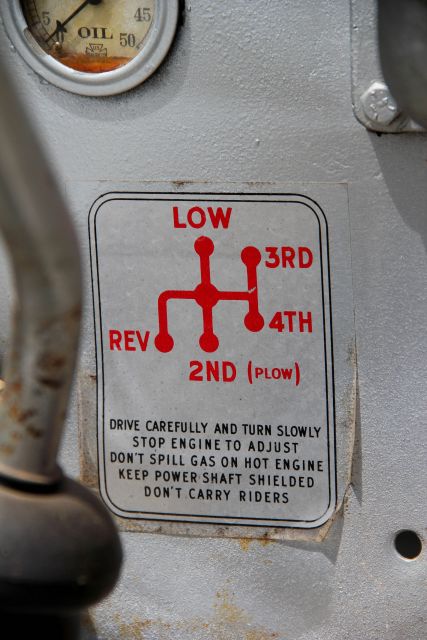 5 45
0 OIL 50
LOW
3RD
REV 4TH
2ND (PLOW)
DRIVE CAREFULLY AND TURN SLOWLY
STOP ENGINE TO ADJUST
DON'T SPILL GAS ON HOT ENGINE
KEEP POWER SHAFT SHIELDED
DON'T CARRY RIDERS